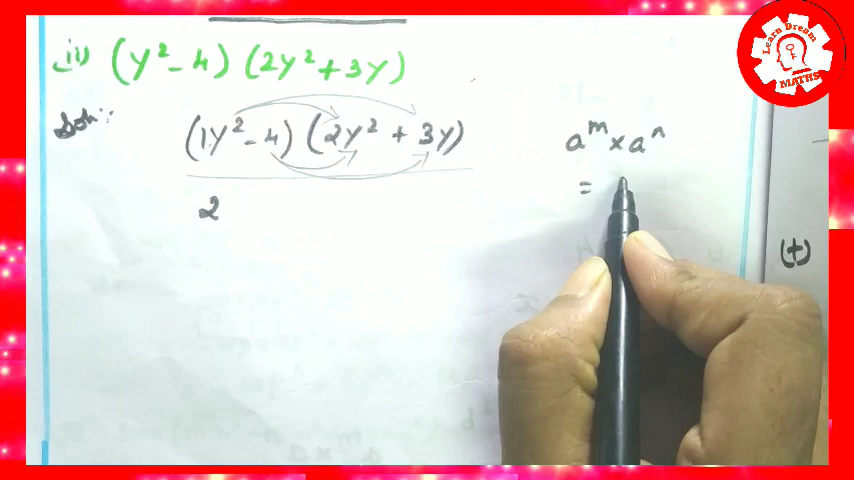 ii) (y² - 4) (2y² + 3y)
Soln:
(1y² - 4) (2y² + 3y)
2
aᵐ × aⁿ
=
(+)
Learn Dream
MATHS